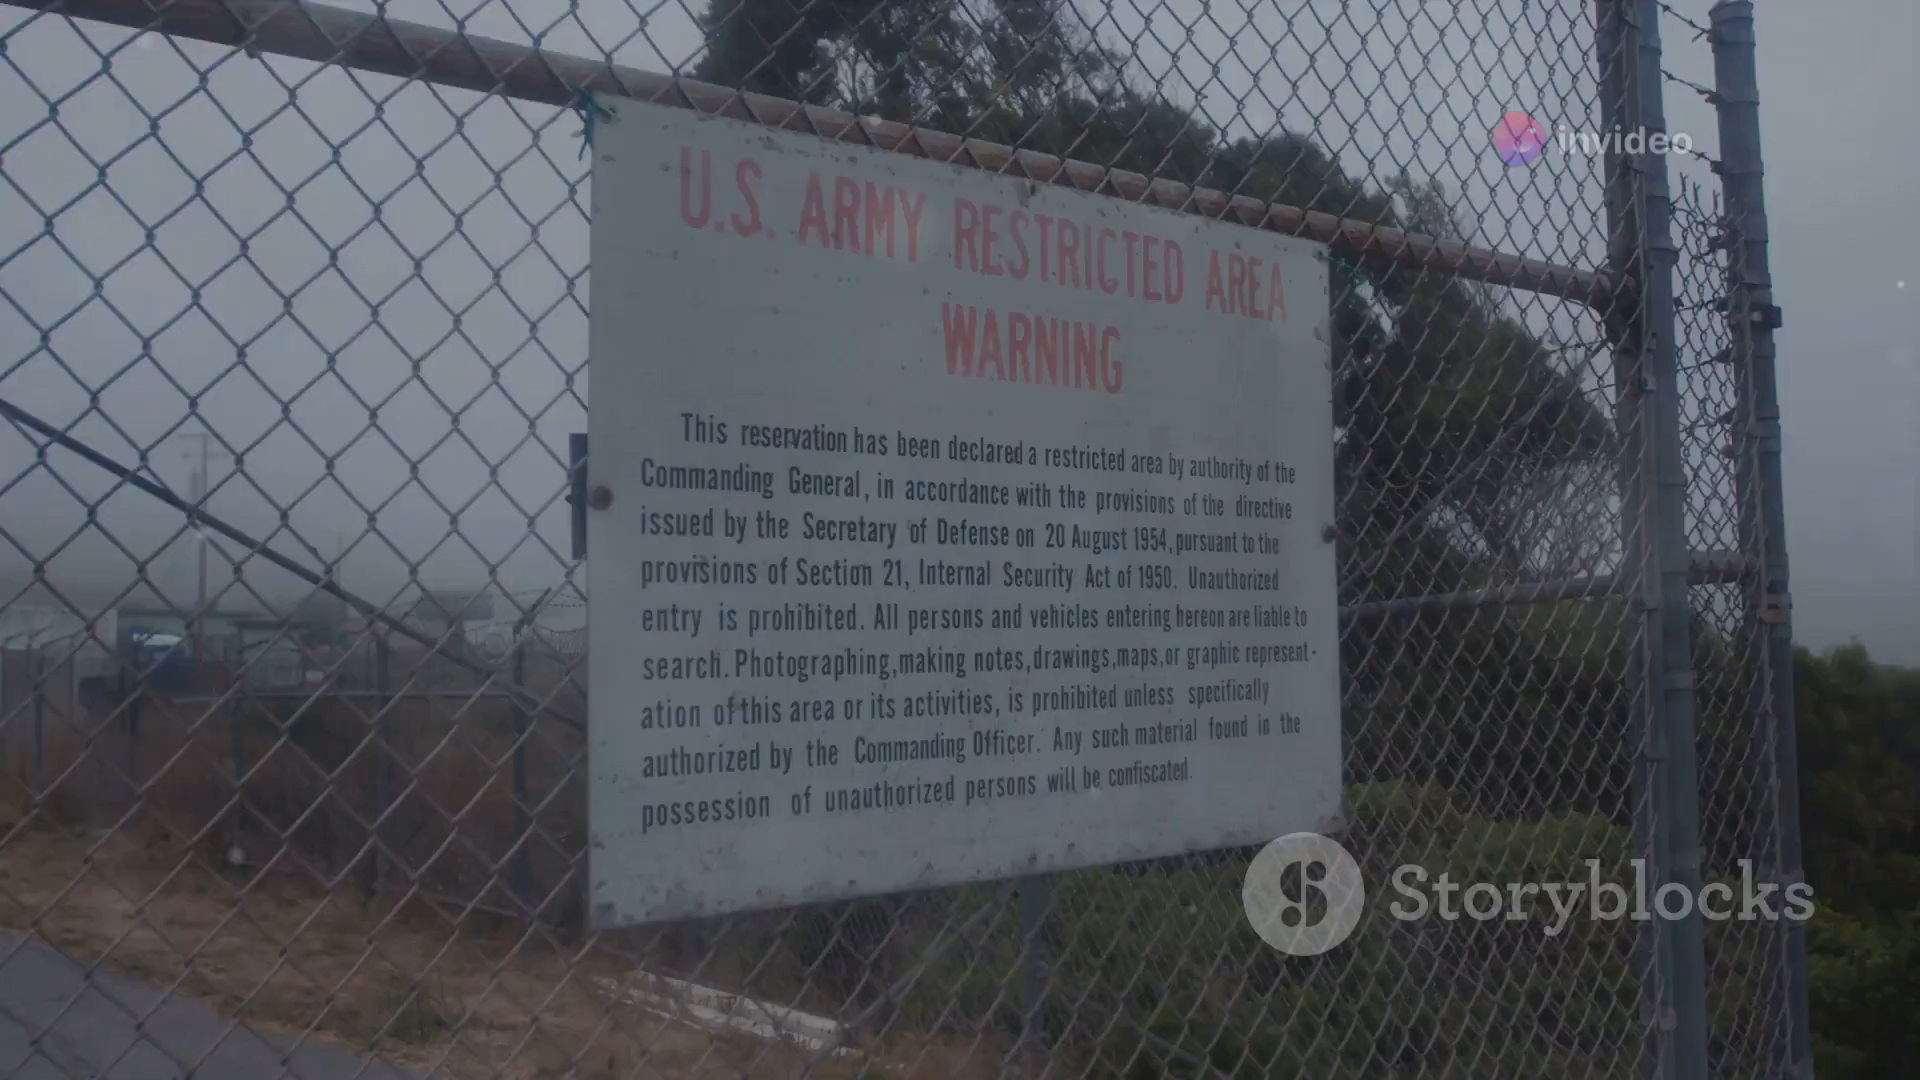 invideo
U.S. ARMY RESTRICTED AREA
WARNING
This reservation has been declared a restricted area by authority of the
Commanding General, in accordance with the provisions of the directive
issued by the Secretary of Defense on 20 August 1954, pursuant to the
provisions of Section 21, Internal Security Act of 1950. Unauthorized
entry is prohibited. All persons and vehicles entering hereon are liable to
search. Photographing, making notes, drawings, maps, or graphic represent-
ation of this area or its activities, is prohibited unless specifically
authorized by the Commanding Officer. Any such material found in the
possession of unauthorized persons will be confiscated.
Storyblocks